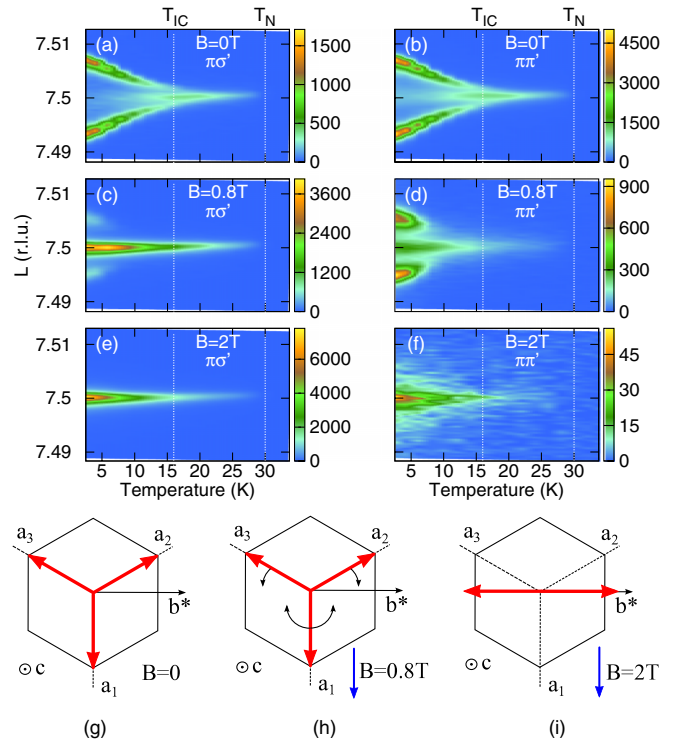 T_IC T_N T_IC T_N
(a) B=0T πσ' 7.51 7.5 7.49 1500 1000 500 0
(b) B=0T ππ' 4500 3000 1500 0
(c) B=0.8T πσ' 7.51 7.5 7.49 3600 2400 1200 0
(d) B=0.8T ππ' 900 600 300 0
L (r.l.u.)
(e) B=2T πσ' 7.51 7.5 7.49 6000 4000 2000 0
(f) B=2T ππ' 45 30 15 0
5 10 15 20 25 30 5 10 15 20 25 30
Temperature (K) Temperature (K)
a₃ a₂ a₃ a₂ a₃ a₂
b* b* b*
⊙c B=0 ⊙c B=0.8T ⊙c B=2T
a₁ a₁ a₁
(g) (h) (i)